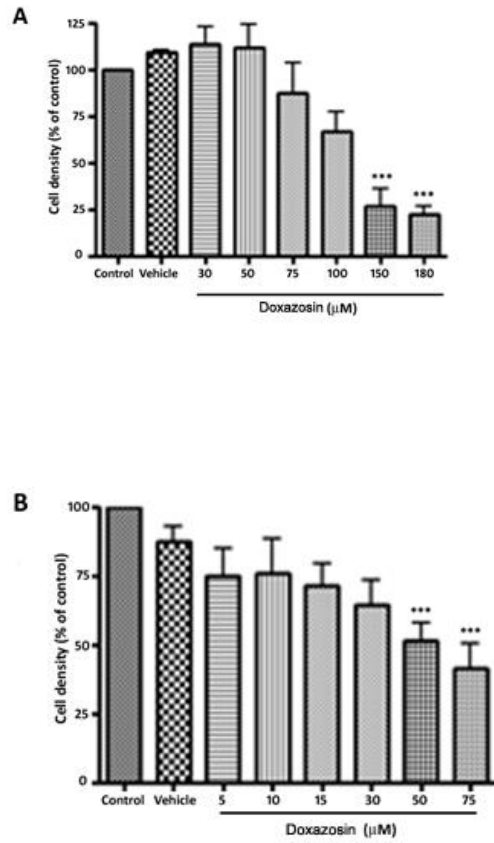 A
Cell density (% of control)
125
100
75
50
25
0
***
***
Control Vehicle 30 50 75 100 150 180
Doxazosin (μM)
B
Cell density (% of control)
100
75
50
25
0
***
***
Control Vehicle 5 10 15 30 50 75
Doxazosin (μM)